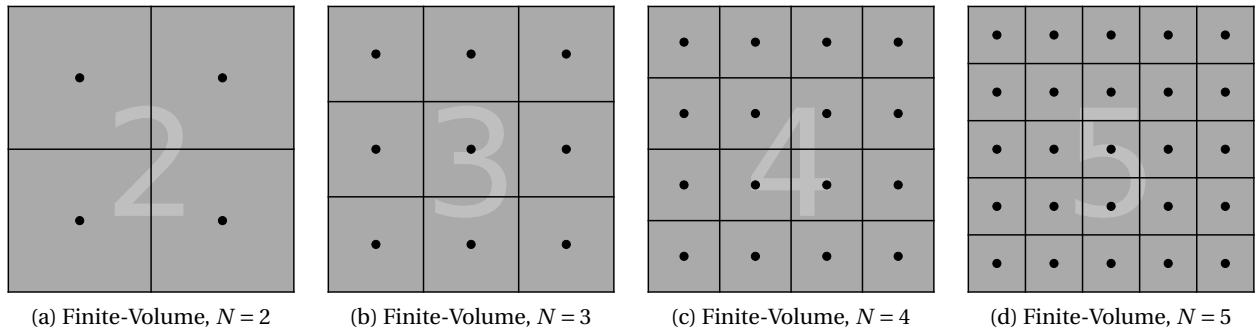 2
3
4
5
(a) Finite-Volume, N = 2
(b) Finite-Volume, N = 3
(c) Finite-Volume, N = 4
(d) Finite-Volume, N = 5